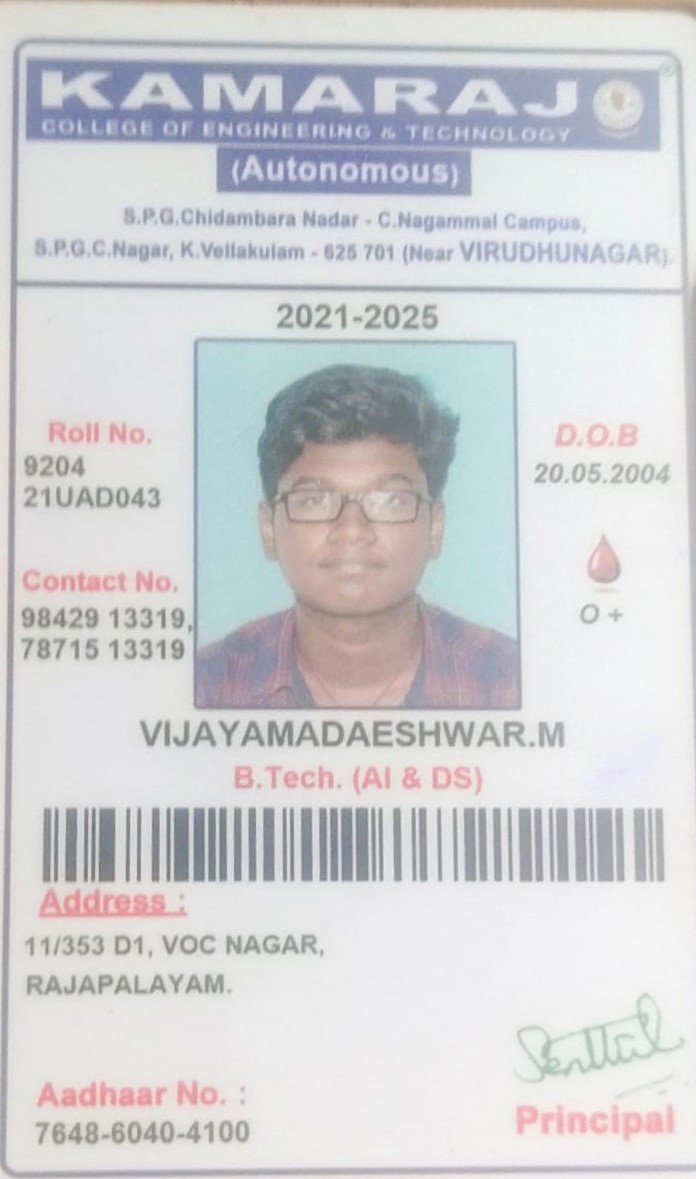 KAMARAJ
COLLEGE OF ENGINEERING & TECHNOLOGY
(Autonomous)
S.P.G.Chidambara Nadar - C.Nagammal Campus,
S.P.G.C.Nagar, K.Vellakulam - 625 701 (Near VIRUDHUNAGAR).
2021-2025
Roll No.
9204
21UAD043
Contact No.
98429 13319,
78715 13319
D.O.B
20.05.2004
O +
VIJAYAMADAESHWAR.M
B.Tech. (AI & DS)
Address :
11/353 D1, VOC NAGAR,
RAJAPALAYAM.
Aadhaar No. :
7648-6040-4100
Senthil
Principal